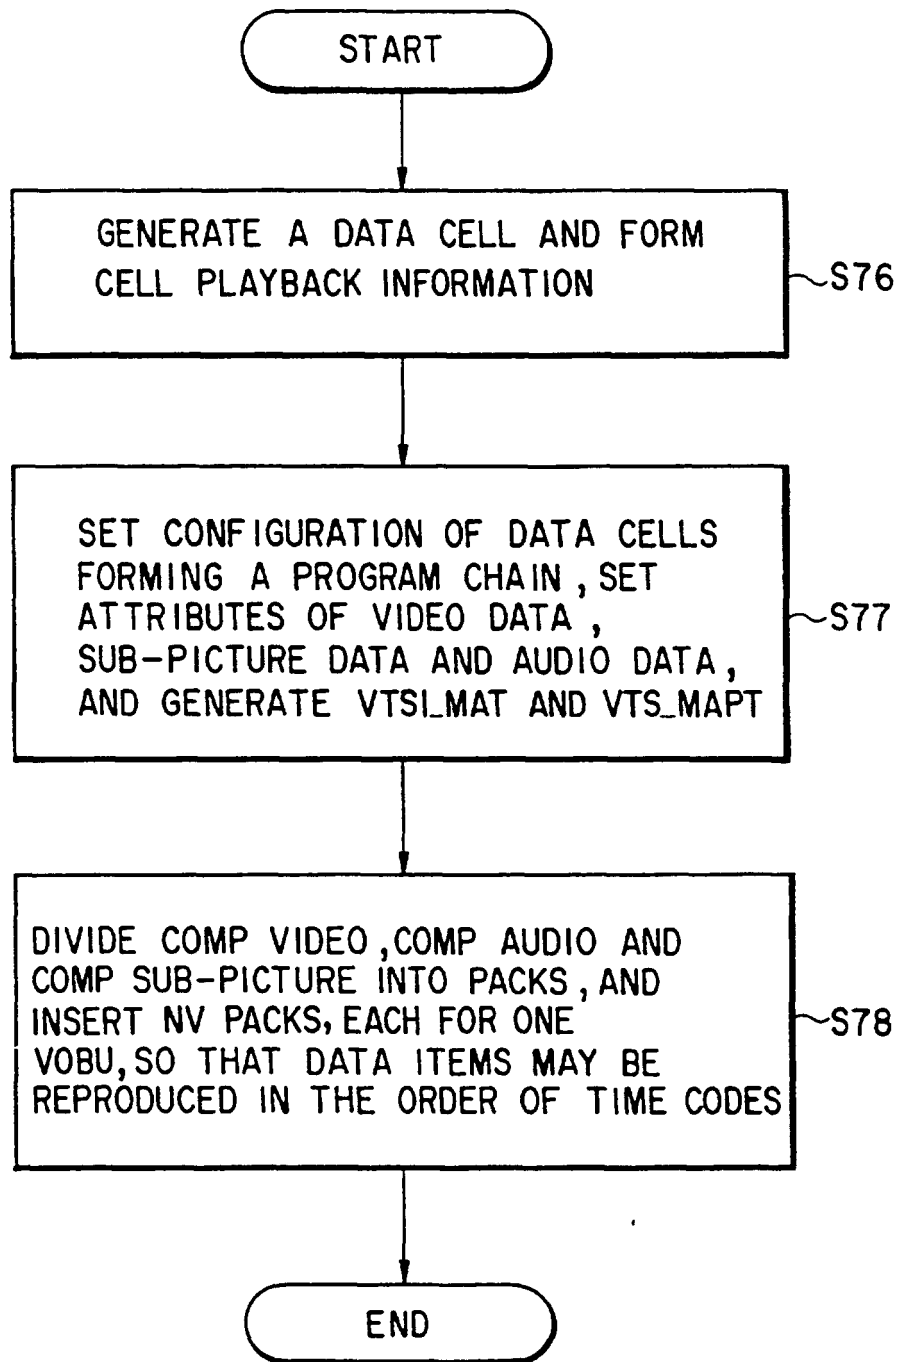 START
GENERATE A DATA CELL AND FORM
CELL PLAYBACK INFORMATION
S76
SET CONFIGURATION OF DATA CELLS
FORMING A PROGRAM CHAIN, SET
ATTRIBUTES OF VIDEO DATA,
SUB-PICTURE DATA AND AUDIO DATA,
AND GENERATE VTSI_MAT AND VTS_MAPT
S77
DIVIDE COMP VIDEO, COMP AUDIO AND
COMP SUB-PICTURE INTO PACKS, AND
INSERT NV PACKS, EACH FOR ONE
VOBU, SO THAT DATA ITEMS MAY BE
REPRODUCED IN THE ORDER OF TIME CODES
S78
END